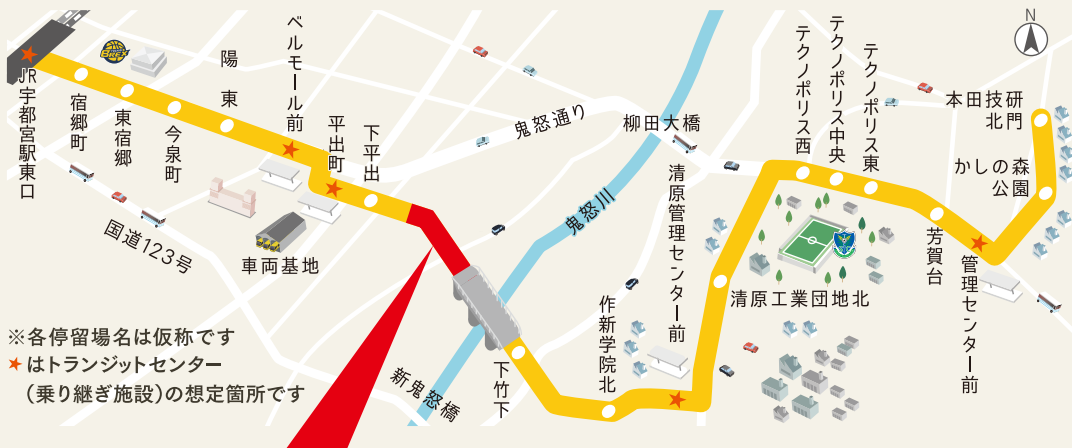 N
BREX
JR宇都宮駅東口
宿郷町
東宿郷
今泉町
陽東
ベルモール前
平出町
下平出
鬼怒通り
柳田大橋
テクノポリス西
テクノポリス中央
テクノポリス東
本田技研
北門
かしの森
公園
芳賀台
管理センター前
清原管理センター前
清原工業団地北
作新学院北
下竹下
鬼怒川
新鬼怒橋
国道123号
車両基地
※各停留場名は仮称です
★はトランジットセンター
(乗り継ぎ施設)の想定箇所です